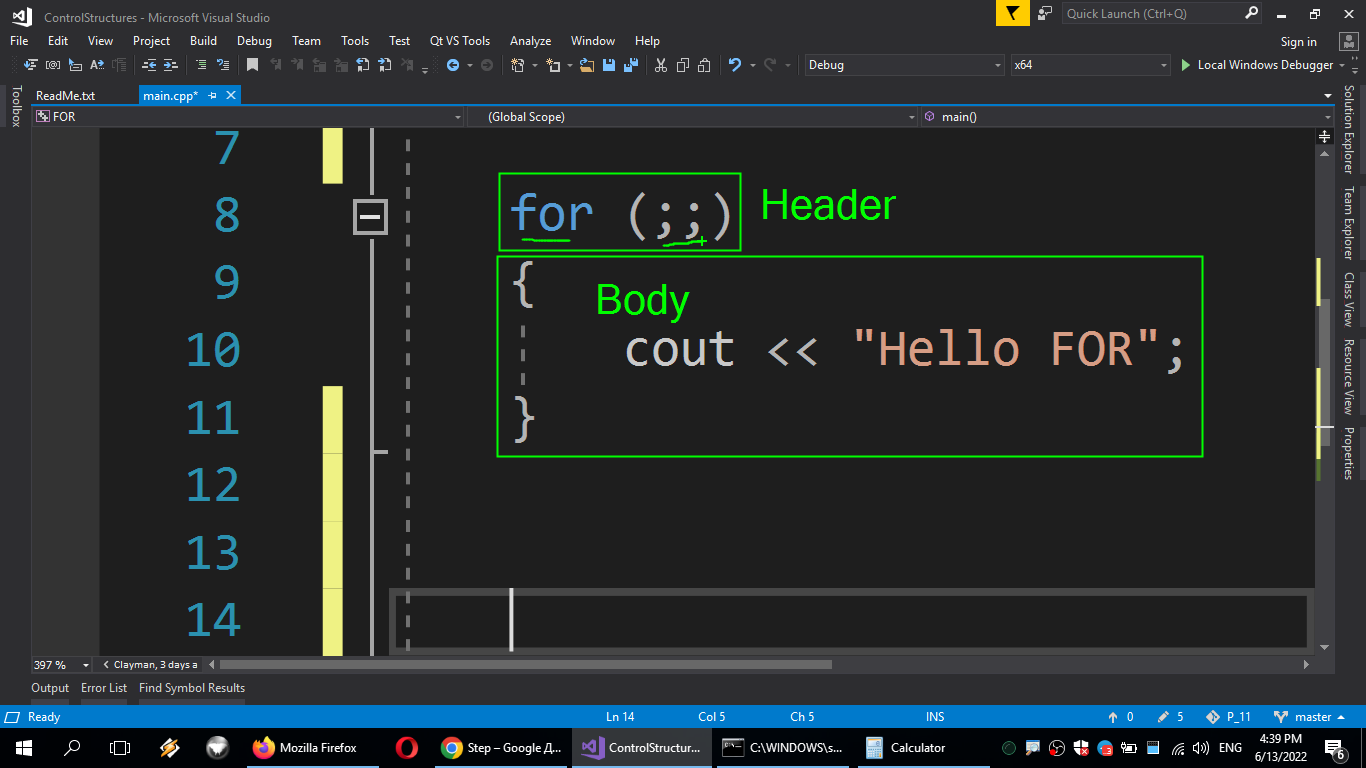 ControlStructures - Microsoft Visual Studio
Quick Launch (Ctrl+Q)
File Edit View Project Build Debug Team Tools Test Qt VS Tools Analyze Window Help
Sign in
Debug x64 Local Windows Debugger
ReadMe.txt main.cpp*
FOR (Global Scope) main()
Toolbox
Solution Explorer
Team Explorer
Class View
Resource View
Properties
7
8 for (;;) Header
9 {
Body
10 cout << "Hello FOR";
11 }
12
13
14
397 % Clayman, 3 days a
Output Error List Find Symbol Results
Ready Ln 14 Col 5 Ch 5 INS 0 5 P_11 master
Mozilla Firefox Step – Google Д... ControlStructur... C:\WINDOWS\s... Calculator ENG
4:39 PM
6/13/2022
6